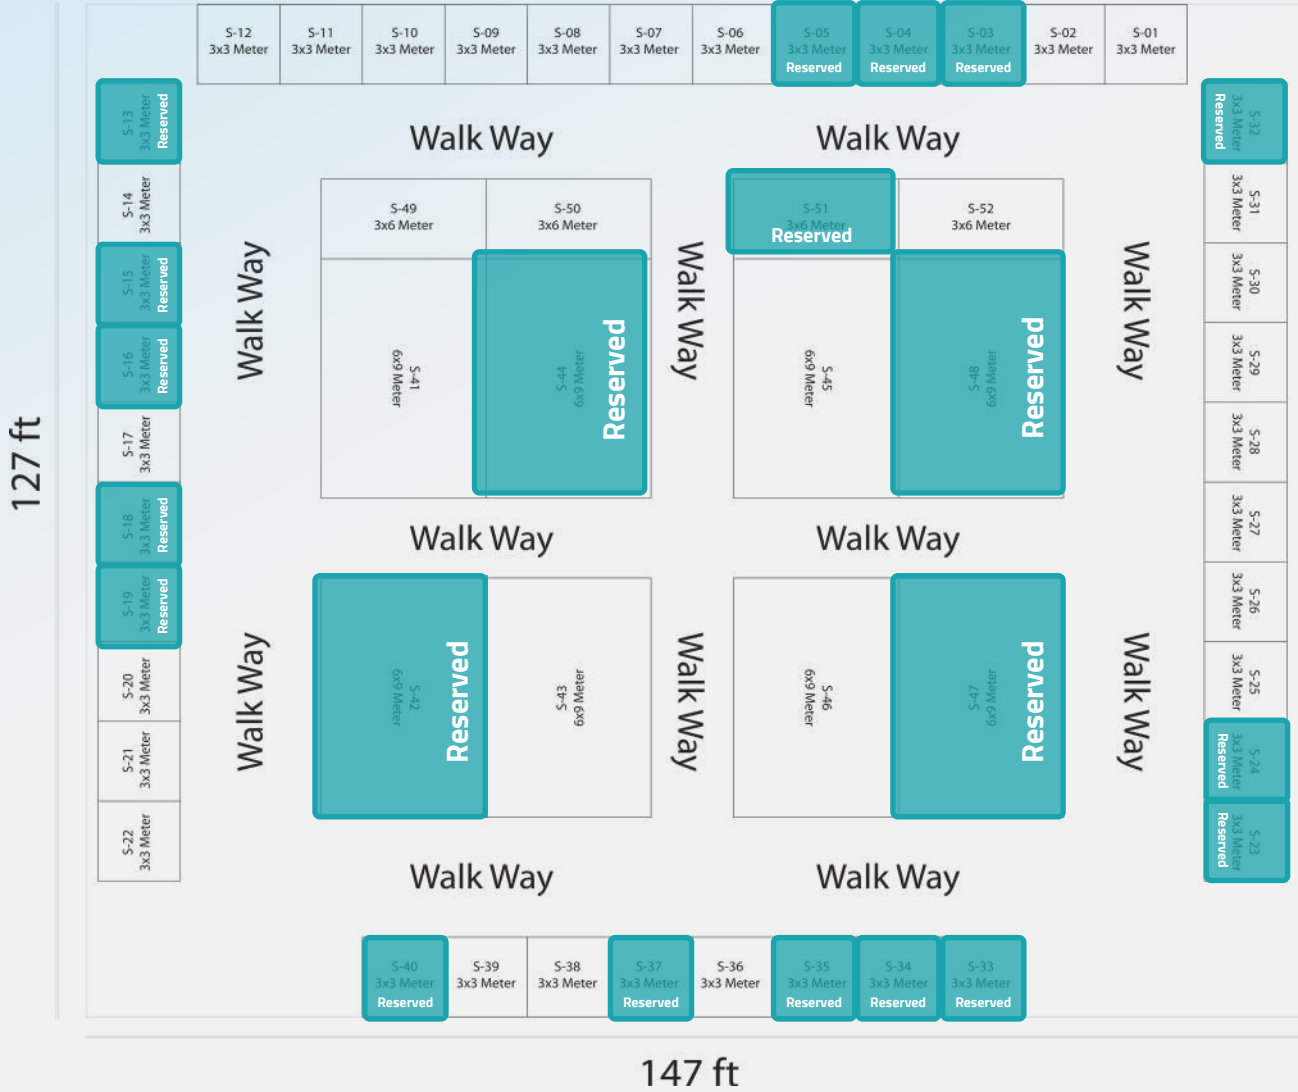 S-12
3x3 Meter
S-11
3x3 Meter
S-10
3x3 Meter
S-09
3x3 Meter
S-08
3x3 Meter
S-07
3x3 Meter
S-06
3x3 Meter
S-05
3x3 Meter
Reserved
S-04
3x3 Meter
Reserved
S-03
3x3 Meter
Reserved
S-02
3x3 Meter
S-01
3x3 Meter
S-13
3x3 Meter
Reserved
S-14
3x3 Meter
S-15
3x3 Meter
Reserved
S-16
3x3 Meter
Reserved
S-17
3x3 Meter
S-18
3x3 Meter
Reserved
S-19
3x3 Meter
Reserved
S-20
3x3 Meter
S-21
3x3 Meter
S-22
3x3 Meter
127 ft
Walk Way
Walk Way
Walk Way
S-49
3x6 Meter
S-50
3x6 Meter
S-41
6x9 Meter
S-44
6x9 Meter
Reserved
Walk Way
Walk Way
S-51
3x6 Meter
Reserved
S-52
3x6 Meter
S-45
6x9 Meter
S-48
6x9 Meter
Reserved
Walk Way
Walk Way
Walk Way
Walk Way
S-42
6x9 Meter
Reserved
S-43
6x9 Meter
Walk Way
S-46
6x9 Meter
S-47
6x9 Meter
Reserved
Walk Way
Walk Way
Walk Way
S-32
3x3 Meter
Reserved
S-31
3x3 Meter
S-30
3x3 Meter
S-29
3x3 Meter
S-28
3x3 Meter
S-27
3x3 Meter
S-26
3x3 Meter
S-25
3x3 Meter
S-24
3x3 Meter
Reserved
S-23
3x3 Meter
Reserved
S-40
3x3 Meter
Reserved
S-39
3x3 Meter
S-38
3x3 Meter
S-37
3x3 Meter
Reserved
S-36
3x3 Meter
S-35
3x3 Meter
Reserved
S-34
3x3 Meter
Reserved
S-33
3x3 Meter
Reserved
147 ft